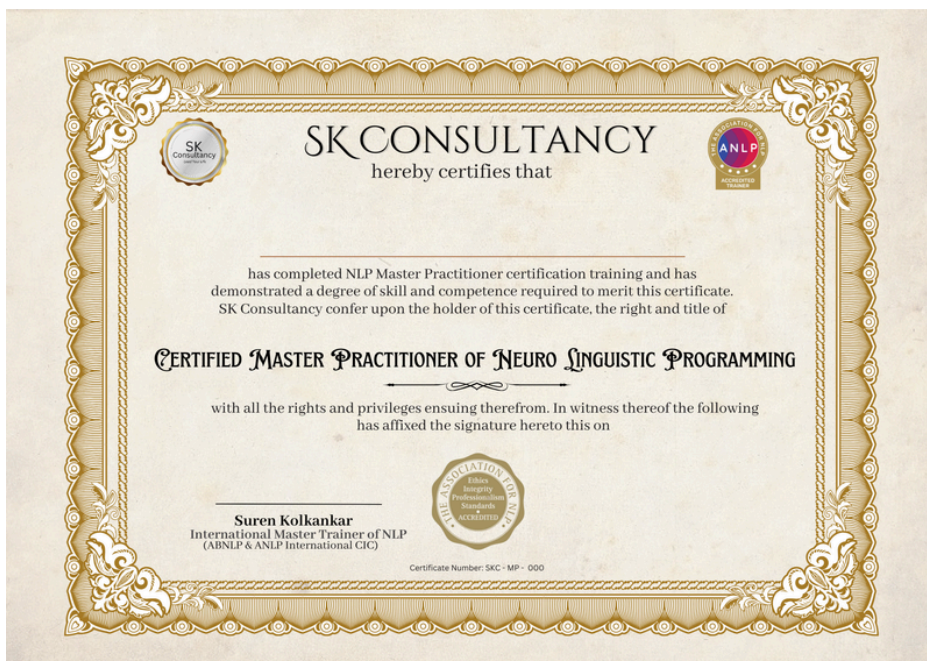 SK CONSULTANCY
hereby certifies that
SK
Consultancy
THE ASSOCIATION FOR NLP
ANLP
ACCREDITED
TRAINER
has completed NLP Master Practitioner certification training and has
demonstrated a degree of skill and competence required to merit this certificate.
SK Consultancy confer upon the holder of this certificate, the right and title of
CERTIFIED MASTER PRACTITIONER OF NEURO LINGUISTIC PROGRAMMING
with all the rights and privileges ensuing therefrom. In witness thereof the following
has affixed the signature hereto this on
THE ASSOCIATION FOR NLP
Ethics
Integrity
Professionalism
Standards
ACCREDITED
Suren Kolkankar
International Master Trainer of NLP
(ABNLP & ANLP International CIC)
Certificate Number: SKC - MP - 000